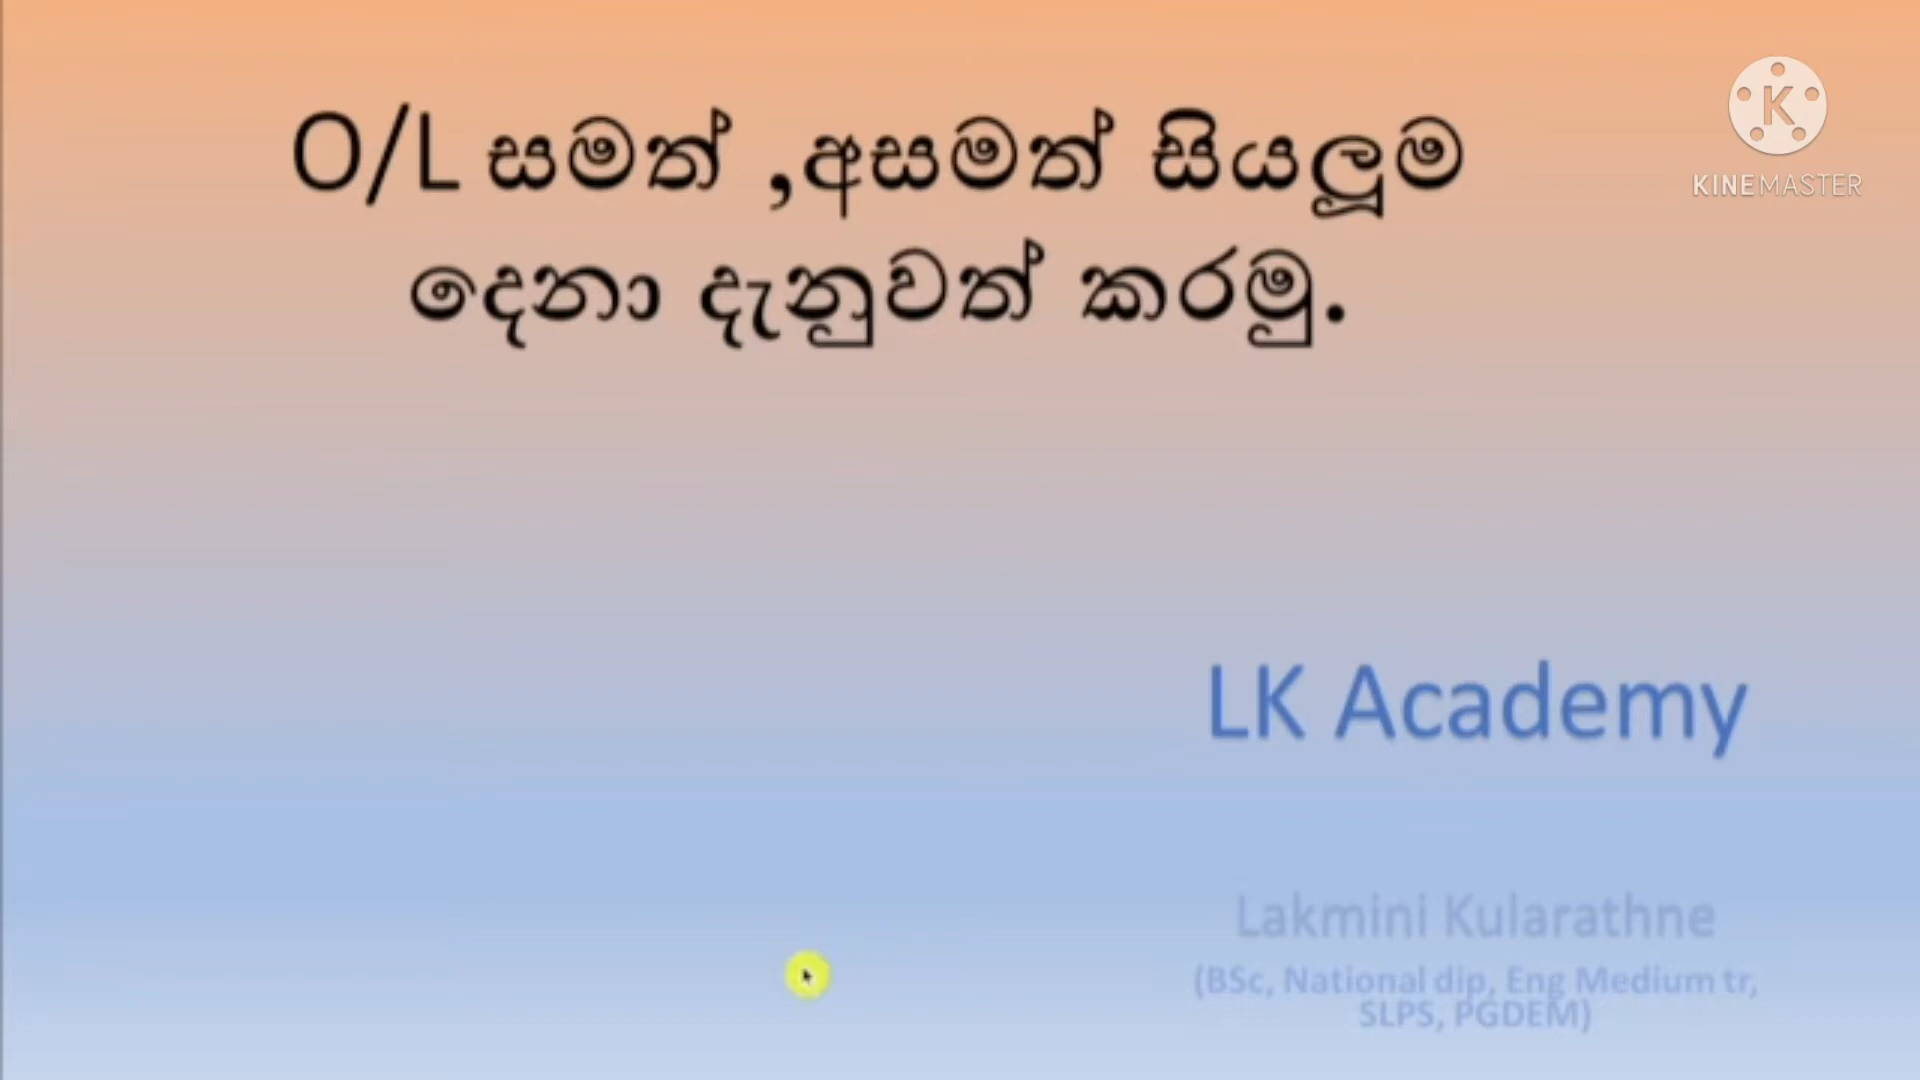 O/L සමත් ,අසමත් සියලූම
දෙනා දැනුවත් කරමු.
K
KINEMASTER
LK Academy
Lakmini Kularathne
(BSc, National dip, Eng Medium tr,
SLPS, PGDEM)